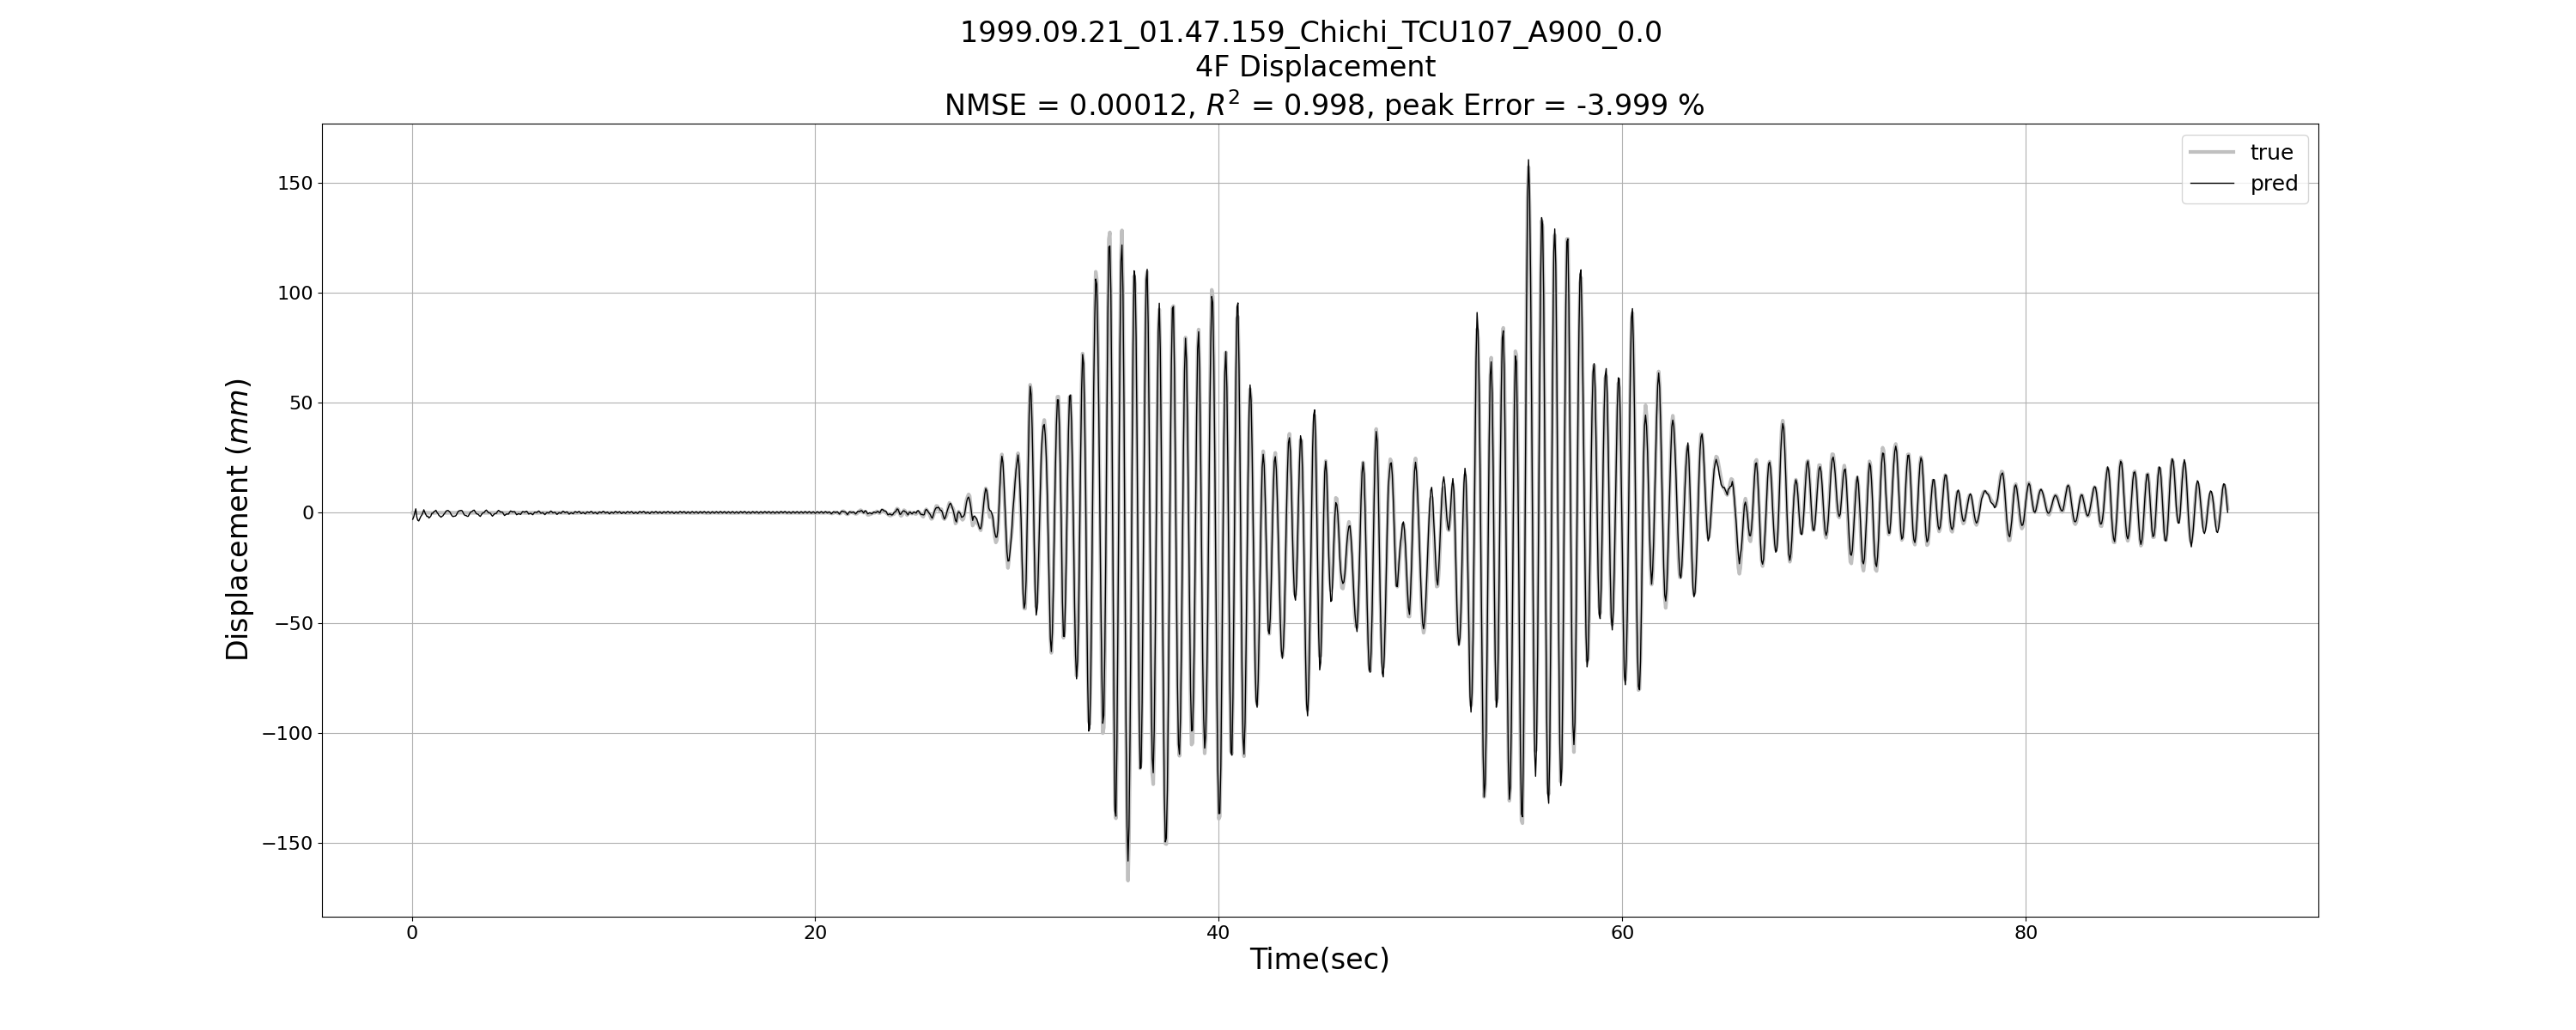 1999.09.21_01.47.159_Chichi_TCU107_A900_0.0
4F Displacement
NMSE = 0.00012, R² = 0.998, peak Error = -3.999 %
true
pred
Displacement (mm)
150
100
50
0
−50
−100
−150
0 20 40 60 80
Time(sec)